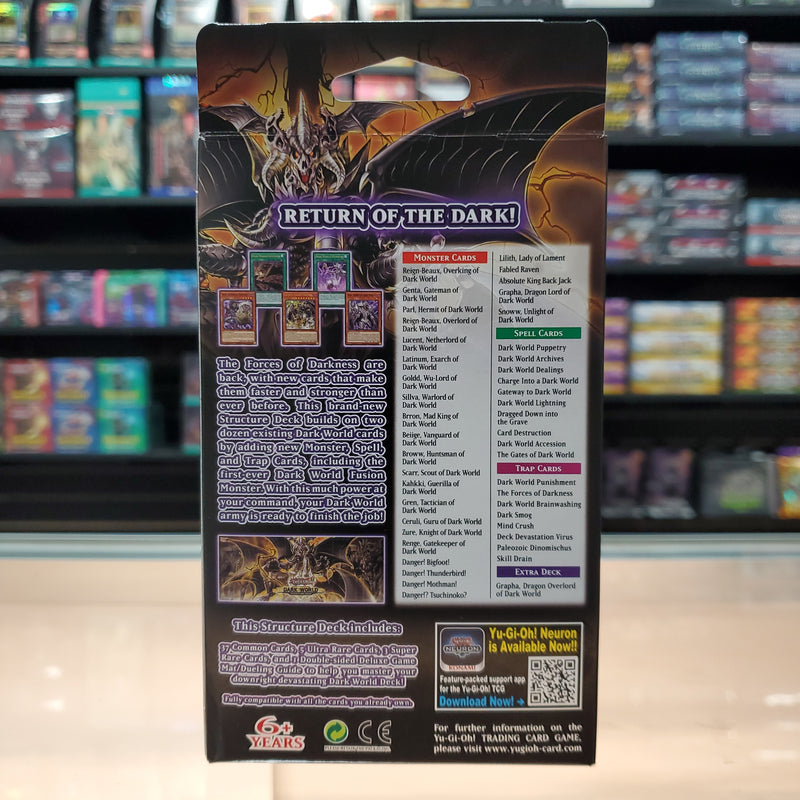 RETURN OF THE DARK!
The Forces of Darkness are
back, with new cards that make
them faster and stronger than
ever before. This brand-new
Structure Deck builds on two
dozen existing Dark World cards
by adding new Monster, Spell,
and Trap Cards, including the
first-ever Dark World Fusion
Monster. With this much power at
your command, your Dark World
army is ready to finish the job!
DARK WORLD
MONSTER CARDS
Reign-Beaux, Overking of
Dark World
Genta, Gateman of
Dark World
Parl, Hermit of Dark World
Reign-Beaux, Overlord of
Dark World
Lucent, Netherlord of
Dark World
Latinum, Exarch of
Dark World
Goldd, Wu-Lord of
Dark World
Sillva, Warlord of
Dark World
Brron, Mad King of
Dark World
Beiige, Vanguard of
Dark World
Broww, Huntsman of
Dark World
Scarr, Scout of Dark World
Kahkki, Guerilla of
Dark World
Gren, Tactician of
Dark World
Ceruli, Guru of Dark World
Zure, Knight of Dark World
Renge, Gatekeeper of
Dark World
Danger! Bigfoot!
Danger! Thunderbird!
Danger! Mothman!
Danger!? Tsuchinoko?
Lilith, Lady of Lament
Fabled Raven
Absolute King Back Jack
Grapha, Dragon Lord of
Dark World
Snoww, Unlight of
Dark World
SPELL CARDS
Dark World Puppetry
Dark World Archives
Dark World Dealings
Charge Into a Dark World
Gateway to Dark World
Dark World Lightning
Dragged Down into
the Grave
Card Destruction
Dark World Accession
The Gates of Dark World
TRAP CARDS
Dark World Punishment
The Forces of Darkness
Dark World Brainwashing
Dark Smog
Mind Crush
Deck Devastation Virus
Paleozoic Dinomischus
Skill Drain
EXTRA DECK
Grapha, Dragon Overlord
of Dark World
This Structure Deck includes:
37 Common Cards, 5 Ultra Rare Cards, 3 Super
Rare Cards, and 1 Double-sided Deluxe Game
Mat/Dueling Guide to help you master your
downright devastating Dark World Deck!
Fully compatible with all the cards you already own.
6+
YEARS
CE
NEURON
KONAMI
Yu-Gi-Oh! Neuron
is Available Now!!
Feature-packed support app
for the Yu-Gi-Oh! TCG
Download Now! →
For further information on the
Yu-Gi-Oh! TRADING CARD GAME,
please visit www.yugioh-card.com